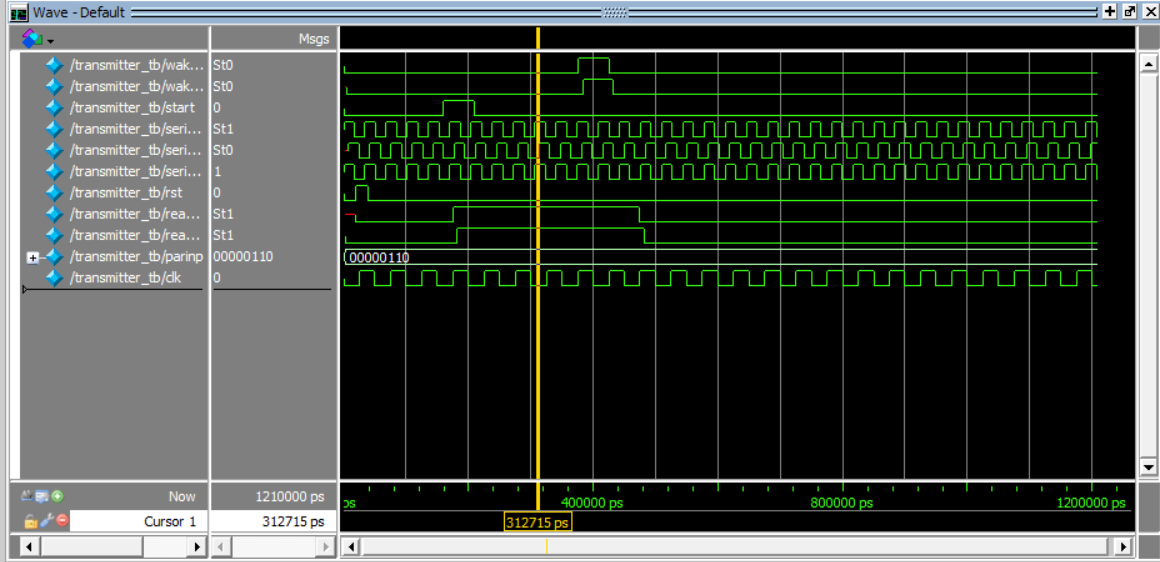 Wave - Default
Msgs
/transmitter_tb/wak... St0
/transmitter_tb/wak... St0
/transmitter_tb/start 0
/transmitter_tb/seri... St1
/transmitter_tb/seri... St0
/transmitter_tb/seri... 1
/transmitter_tb/rst 0
/transmitter_tb/rea... St1
/transmitter_tb/rea... St1
/transmitter_tb/parinp 00000110 00000110
/transmitter_tb/clk 0
Now 1210000 ps ps 400000 ps 800000 ps 1200000 ps
Cursor 1 312715 ps 312715 ps